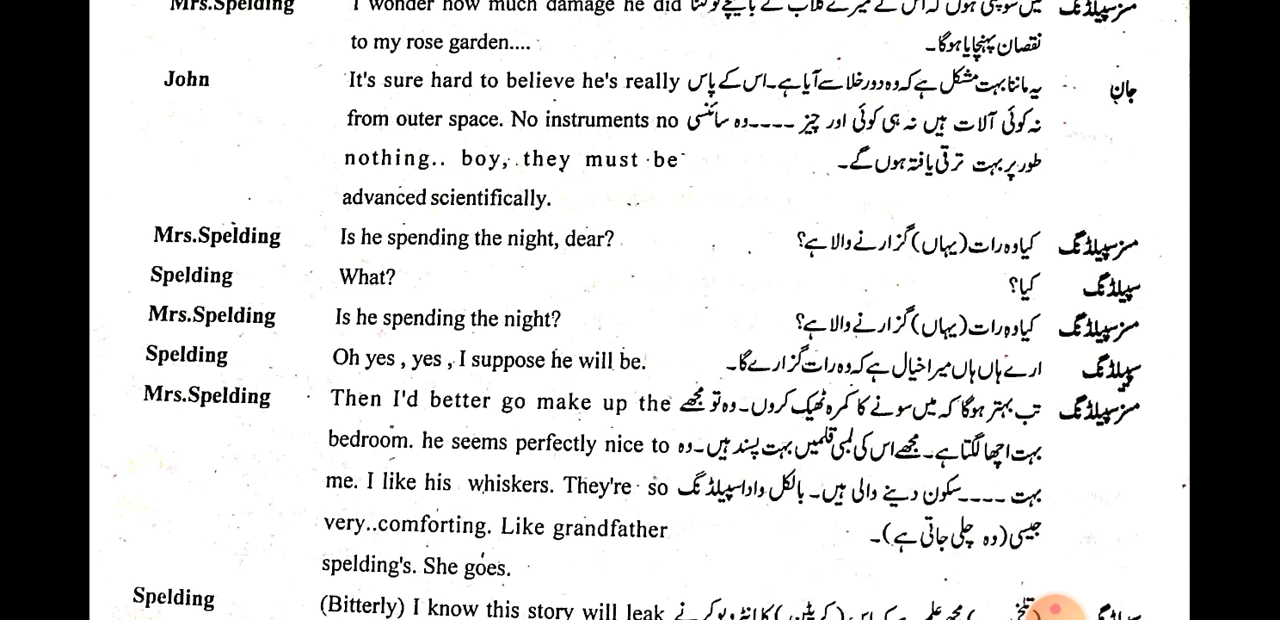 Mrs.Spelding I wonder how much damage he did میں سوچتی ہوں کہ اس نے میرے گلاب کے باغیچے کو کتنا مسز سپیلڈنگ
to my rose garden.... نقصان پہنچایا ہوگا۔
John It's sure hard to believe he's really یہ ماننا بہت مشکل ہے کہ وہ دور خلا سے آیا ہے۔ اس کے پاس جان
from outer space. No instruments no نہ کوئی آلات ہیں نہ ہی کوئی اور چیز ----وہ سائنسی
nothing.. boy, they must be طور پر بہت ترقی یافتہ ہوں گے۔
advanced scientifically.
Mrs.Spelding Is he spending the night, dear? کیا وہ رات (یہاں) گزارنے والا ہے؟ مسز سپیلڈنگ
Spelding What? کیا؟ سپیلڈنگ
Mrs.Spelding Is he spending the night? کیا وہ رات (یہاں) گزارنے والا ہے؟ مسز سپیلڈنگ
Spelding Oh yes , yes , I suppose he will be. ارے ہاں ہاں میرا خیال ہے کہ وہ رات گزارے گا۔ سپیلڈنگ
Mrs.Spelding Then I'd better go make up the تب بہتر ہوگا کہ میں سونے کا کمرہ ٹھیک کروں۔ وہ تو مجھے مسز سپیلڈنگ
bedroom. he seems perfectly nice to بہت اچھا لگتا ہے۔ مجھے اس کی لمبی قلمیں بہت پسند ہیں۔ وہ
me. I like his whiskers. They're so بہت ----سکون دینے والی ہیں۔ بالکل دادا سپیلڈنگ
very..comforting. Like grandfather جیسی (وہ چلی جاتی ہے)۔
spelding's. She goes.
Spelding (Bitterly) I know this story will leak